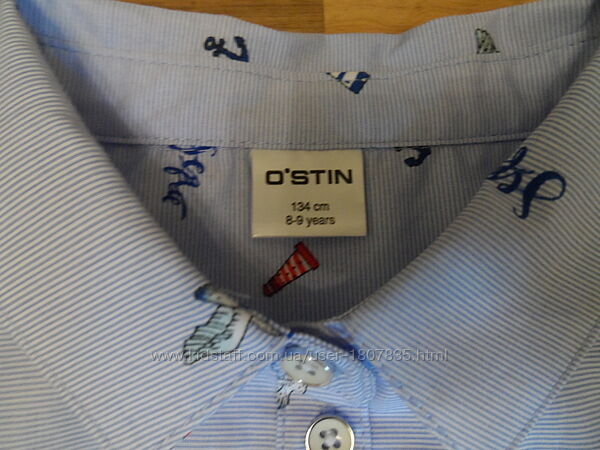 O'STIN
134 cm
8-9 years
www.kidstaff.com.ua/user-1807835.html